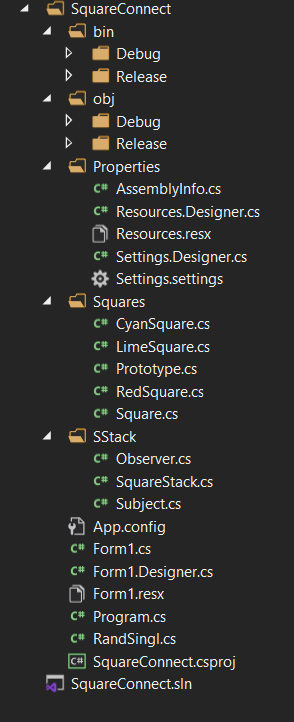 SquareConnect
bin
Debug
Release
obj
Debug
Release
Properties
C# AssemblyInfo.cs
C# Resources.Designer.cs
Resources.resx
C# Settings.Designer.cs
Settings.settings
Squares
C# CyanSquare.cs
C# LimeSquare.cs
C# Prototype.cs
C# RedSquare.cs
C# Square.cs
SStack
C# Observer.cs
C# SquareStack.cs
C# Subject.cs
App.config
C# Form1.cs
C# Form1.Designer.cs
Form1.resx
C# Program.cs
C# RandSingl.cs
C# SquareConnect.csproj
SquareConnect.sln